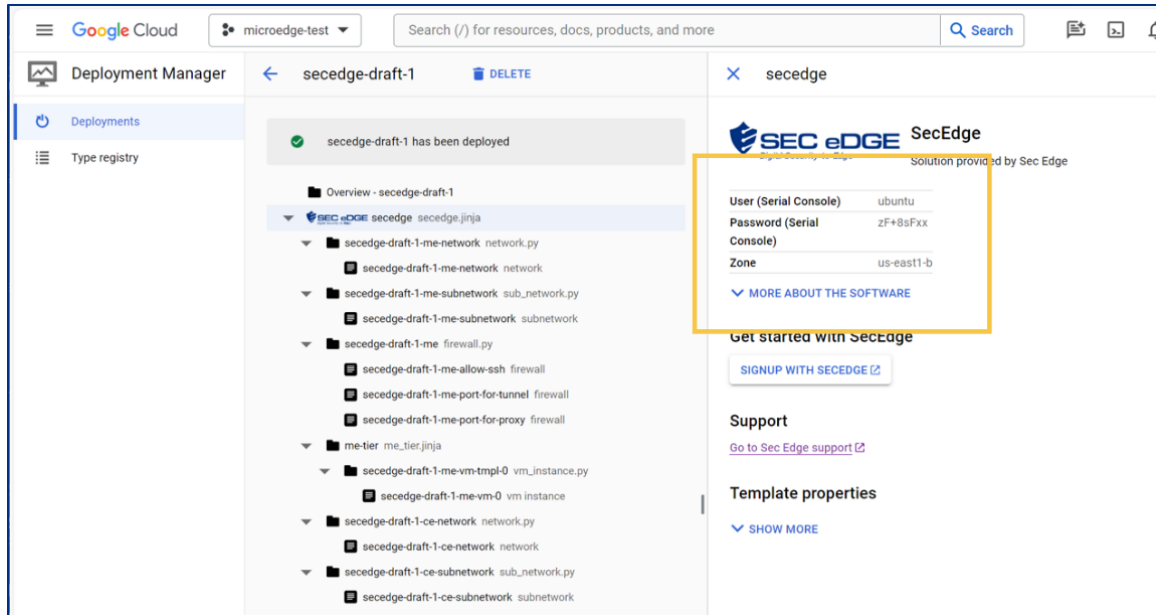 Google Cloud
microedge-test
Search (/) for resources, docs, products, and more
Search
Deployment Manager
Deployments
Type registry
secedge-draft-1
DELETE
secedge-draft-1 has been deployed
Overview - secedge-draft-1
SEC eDGE secedge secedge.jinja
secedge-draft-1-me-network network.py
secedge-draft-1-me-network network
secedge-draft-1-me-subnetwork sub_network.py
secedge-draft-1-me-subnetwork subnetwork
secedge-draft-1-me firewall.py
secedge-draft-1-me-allow-ssh firewall
secedge-draft-1-me-port-for-tunnel firewall
secedge-draft-1-me-port-for-proxy firewall
me-tier me_tier.jinja
secedge-draft-1-me-vm-tmpl-0 vm_instance.py
secedge-draft-1-me-vm-0 vm instance
secedge-draft-1-ce-network network.py
secedge-draft-1-ce-network network
secedge-draft-1-ce-subnetwork sub_network.py
secedge-draft-1-ce-subnetwork subnetwork
secedge
SEC eDGE
Digital Security to Edge
SecEdge
Solution provided by Sec Edge
User (Serial Console) ubuntu
Password (Serial Console) zF+8sFxx
Zone us-east1-b
MORE ABOUT THE SOFTWARE
Get started with SecEdge
SIGNUP WITH SECEDGE
Support
Go to Sec Edge support
Template properties
SHOW MORE